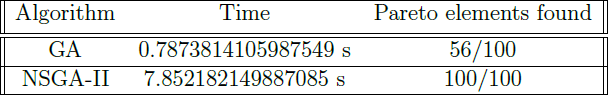 Algorithm Time Pareto elements found
GA 0.7873814105987549 s 56/100
NSGA-II 7.852182149887085 s 100/100